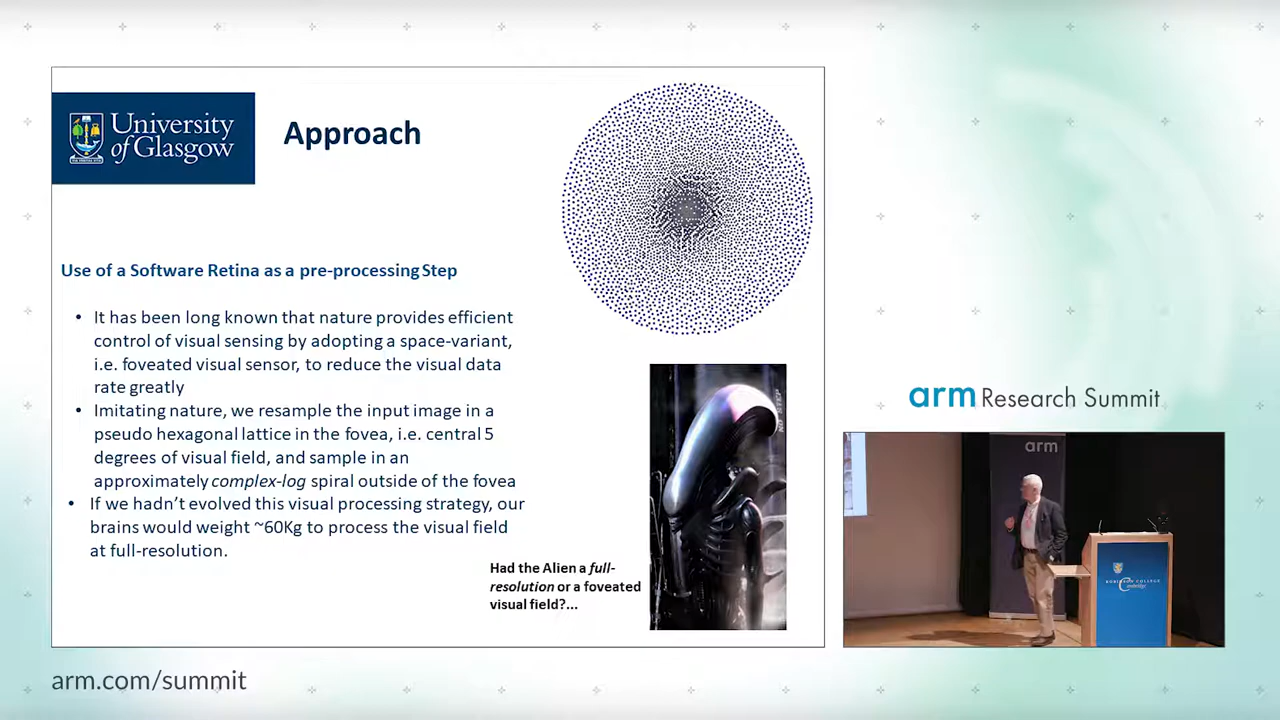 University
of Glasgow
Approach
Use of a Software Retina as a pre-processing Step
• It has been long known that nature provides efficient
control of visual sensing by adopting a space-variant,
i.e. foveated visual sensor, to reduce the visual data
rate greatly
• Imitating nature, we resample the input image in a
pseudo hexagonal lattice in the fovea, i.e. central 5
degrees of visual field, and sample in an
approximately complex-log spiral outside of the fovea
• If we hadn’t evolved this visual processing strategy, our
brains would weight ~60Kg to process the visual field
at full-resolution.
Had the Alien a full-
resolution or a foveated
visual field?...
NO STEP
arm Research Summit
arm
ROBINSON COLLEGE
Cambridge
arm.com/summit